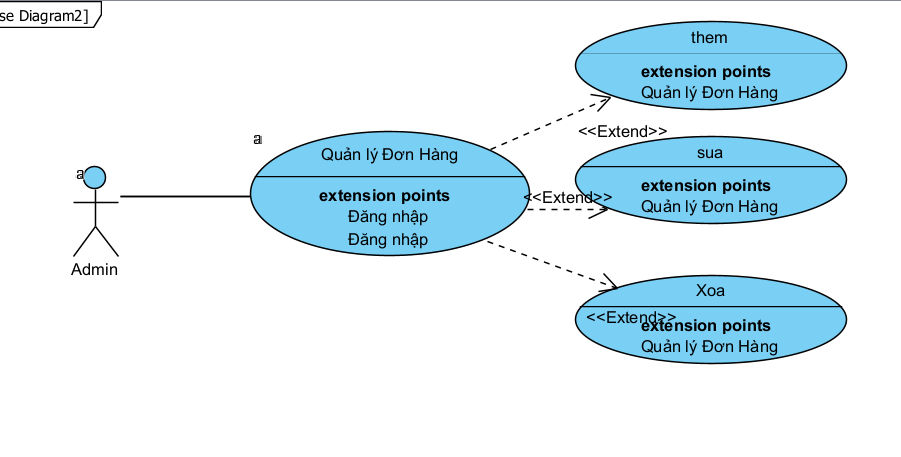 se Diagram2]
them
extension points
Quản lý Đơn Hàng
<<Extend>>
a
Quản lý Đơn Hàng
extension points
Đăng nhập
Đăng nhập
sua
extension points
Quản lý Đơn Hàng
<<Extend>>
a
Admin
Xoa
<<Extend>>
extension points
Quản lý Đơn Hàng